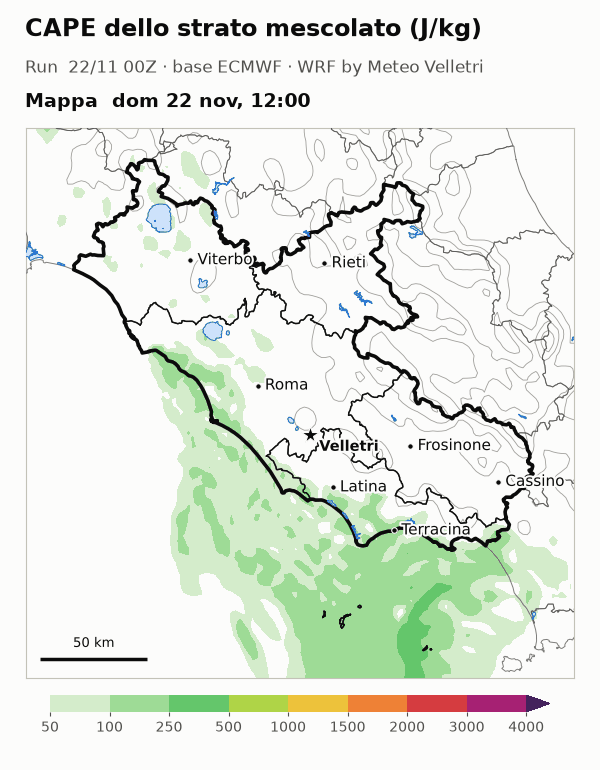 CAPE dello strato mescolato (J/kg)
Run  22/11 00Z · base ECMWF · WRF by Meteo Velletri
Mappa  dom 22 nov, 12:00
Viterbo
Rieti
Roma
Velletri
Frosinone
Latina
Cassino
Terracina
50 km
50 100 250 500 1000 1500 2000 3000 4000